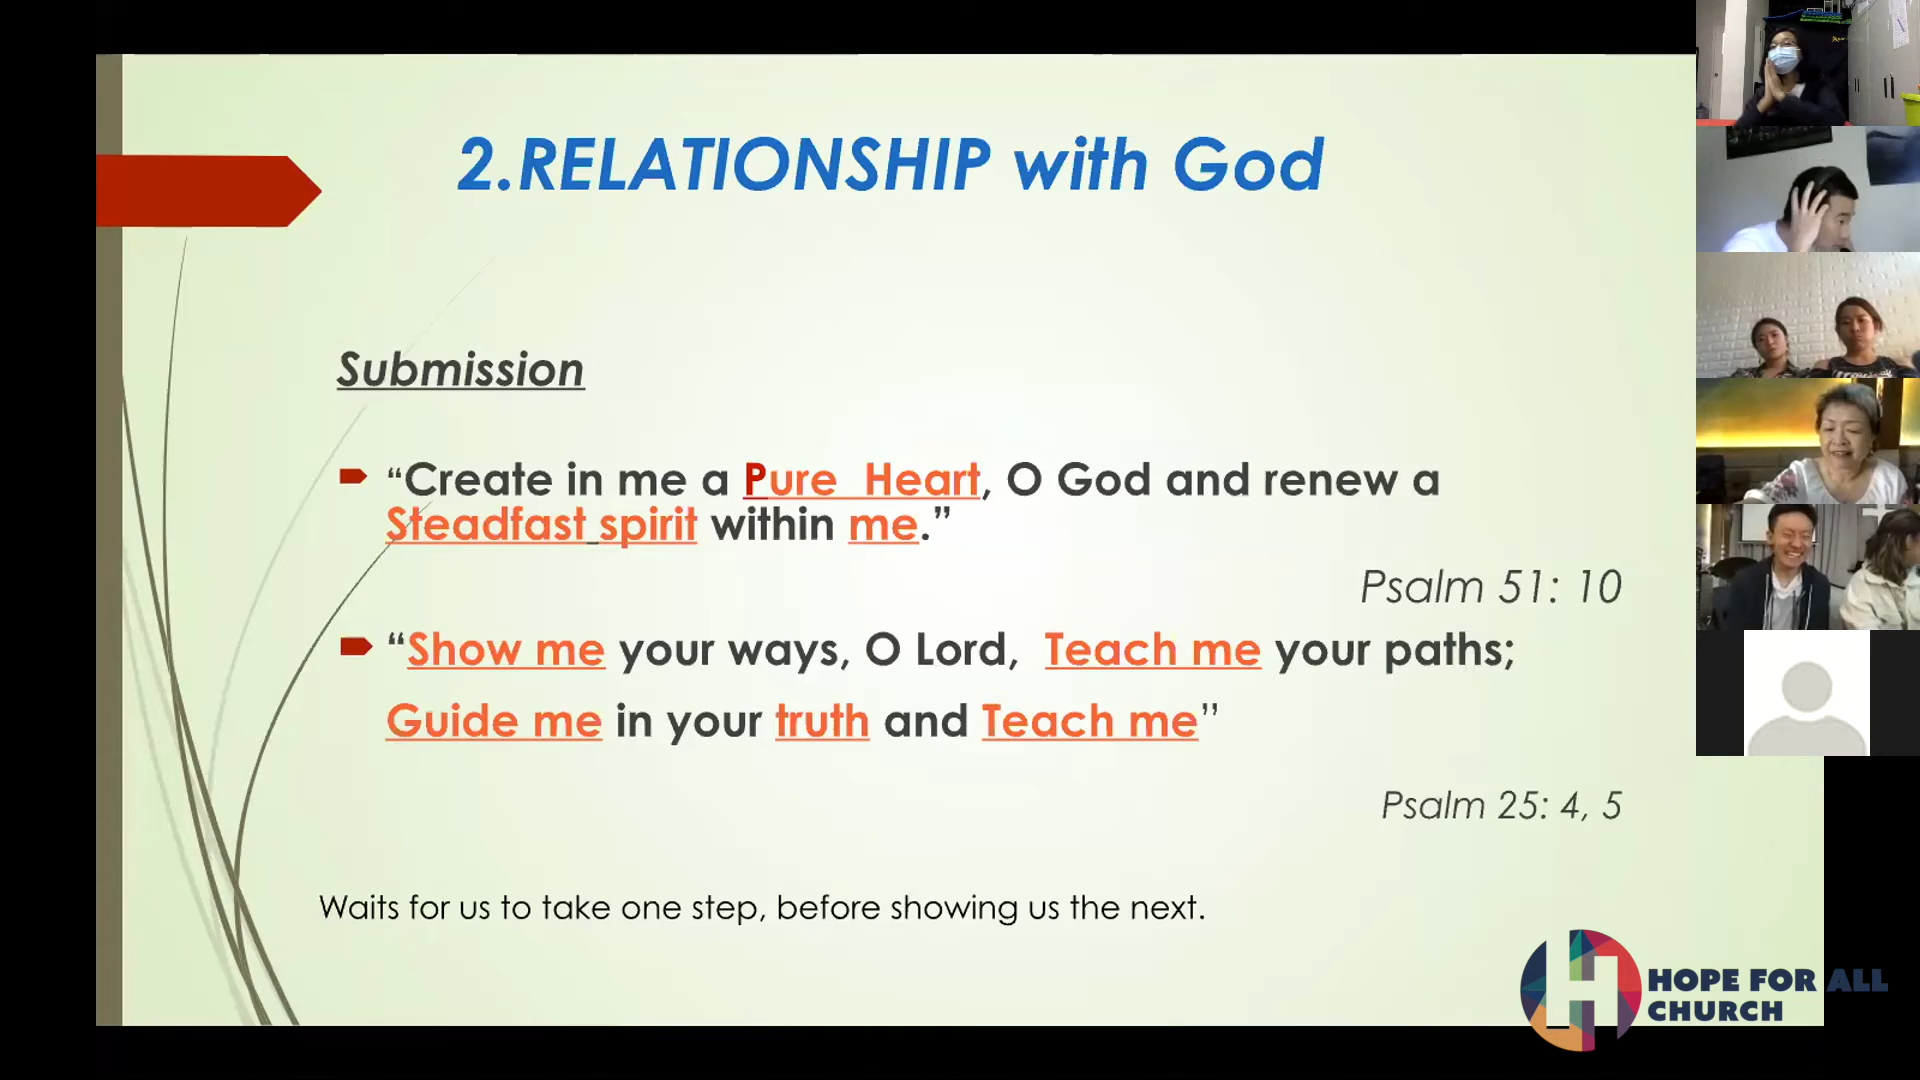 2.RELATIONSHIP with God
Submission
“Create in me a Pure Heart, O God and renew a
Steadfast spirit within me.”
Psalm 51: 10
“Show me your ways, O Lord, Teach me your paths;
Guide me in your truth and Teach me”
Psalm 25: 4, 5
Waits for us to take one step, before showing us the next.
HOPE FOR ALL
CHURCH